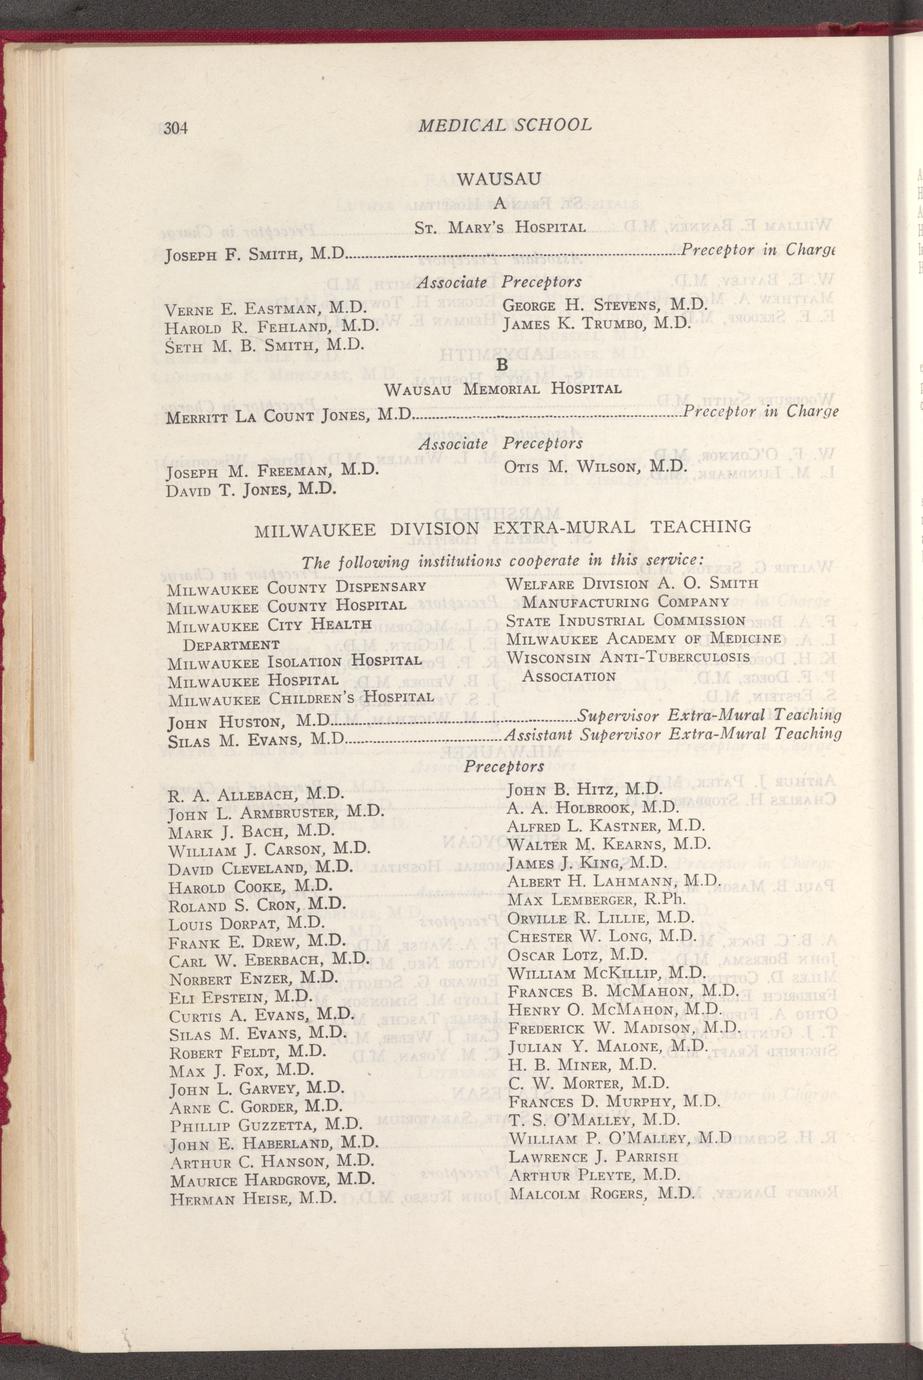 304
MEDICAL SCHOOL
WAUSAU
A
St. Mary's Hospital
Joseph F. Smith, M.D. Preceptor in Charge
Associate Preceptors
Verne E. Eastman, M.D.
Harold R. Fehland, M.D.
Seth M. B. Smith, M.D.
George H. Stevens, M.D.
James K. Trumbo, M.D.
B
Wausau Memorial Hospital
Merritt La Count Jones, M.D. Preceptor in Charge
Associate Preceptors
Joseph M. Freeman, M.D.
David T. Jones, M.D.
Otis M. Wilson, M.D.
MILWAUKEE DIVISION EXTRA-MURAL TEACHING
The following institutions cooperate in this service:
Milwaukee County Dispensary
Milwaukee County Hospital
Milwaukee City Health
Department
Milwaukee Isolation Hospital
Milwaukee Hospital
Milwaukee Children's Hospital
Welfare Division A. O. Smith
Manufacturing Company
State Industrial Commission
Milwaukee Academy of Medicine
Wisconsin Anti-Tuberculosis
Association
John Huston, M.D. Supervisor Extra-Mural Teaching
Silas M. Evans, M.D. Assistant Supervisor Extra-Mural Teaching
Preceptors
R. A. Allebach, M.D.
John L. Armbruster, M.D.
Mark J. Bach, M.D.
William J. Carson, M.D.
David Cleveland, M.D.
Harold Cooke, M.D.
Roland S. Cron, M.D.
Louis Dorpat, M.D.
Frank E. Drew, M.D.
Carl W. Eberbach, M.D.
Norbert Enzer, M.D.
Eli Epstein, M.D.
Curtis A. Evans, M.D.
Silas M. Evans, M.D.
Robert Feldt, M.D.
Max J. Fox, M.D.
John L. Garvey, M.D.
Arne C. Gorder, M.D.
Phillip Guzzetta, M.D.
John E. Haberland, M.D.
Arthur C. Hanson, M.D.
Maurice Hardgrove, M.D.
Herman Heise, M.D.
John B. Hitz, M.D.
A. A. Holbrook, M.D.
Alfred L. Kastner, M.D.
Walter M. Kearns, M.D.
James J. King, M.D.
Albert H. Lahmann, M.D.
Max Lemberger, R.Ph.
Orville R. Lillie, M.D.
Chester W. Long, M.D.
Oscar Lotz, M.D.
William McKillip, M.D.
Frances B. McMahon, M.D.
Henry O. McMahon, M.D.
Frederick W. Madison, M.D.
Julian Y. Malone, M.D.
H. B. Miner, M.D.
C. W. Morter, M.D.
Frances D. Murphy, M.D.
T. S. O'Malley, M.D.
William P. O'Malley, M.D
Lawrence J. Parrish
Arthur Pleyte, M.D.
Malcolm Rogers, M.D.